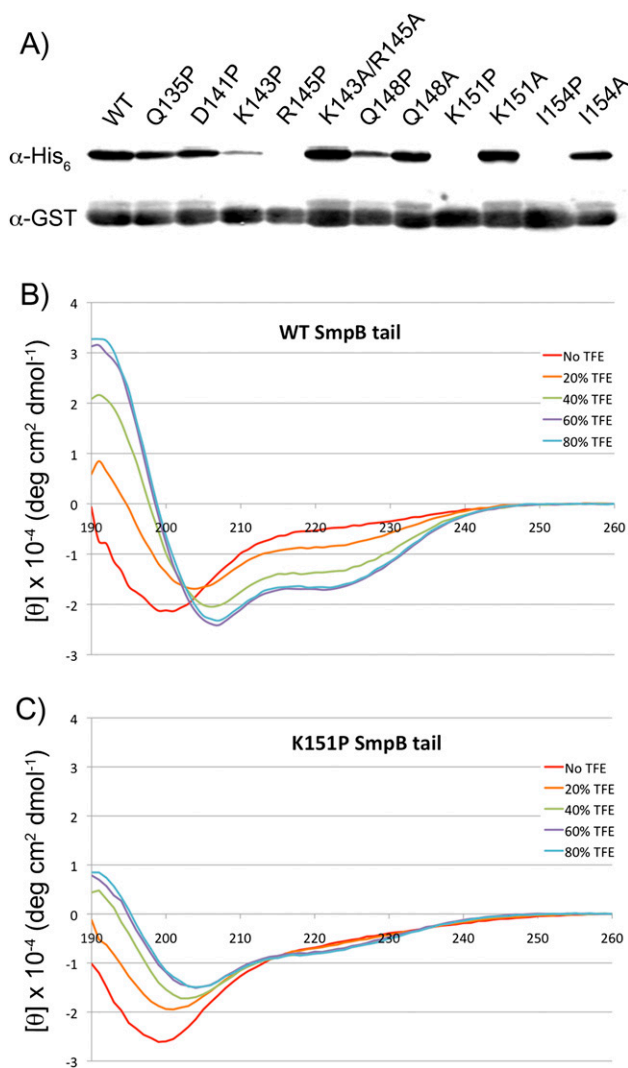 A)
WT Q135P D141P K143P R145P K143A/R145A Q148P Q148A K151P K151A I154P I154A
α-His6
α-GST
B)
WT SmpB tail
[θ] x 10-4 (deg cm2 dmol-1)
4
3
2
1
0
-1
-2
-3
190 200 210 220 230 240 250 260
No TFE
20% TFE
40% TFE
60% TFE
80% TFE
C)
K151P SmpB tail
[θ] x 10-4 (deg cm2 dmol-1)
4
3
2
1
0
-1
-2
-3
190 200 210 220 230 240 250 260
No TFE
20% TFE
40% TFE
60% TFE
80% TFE